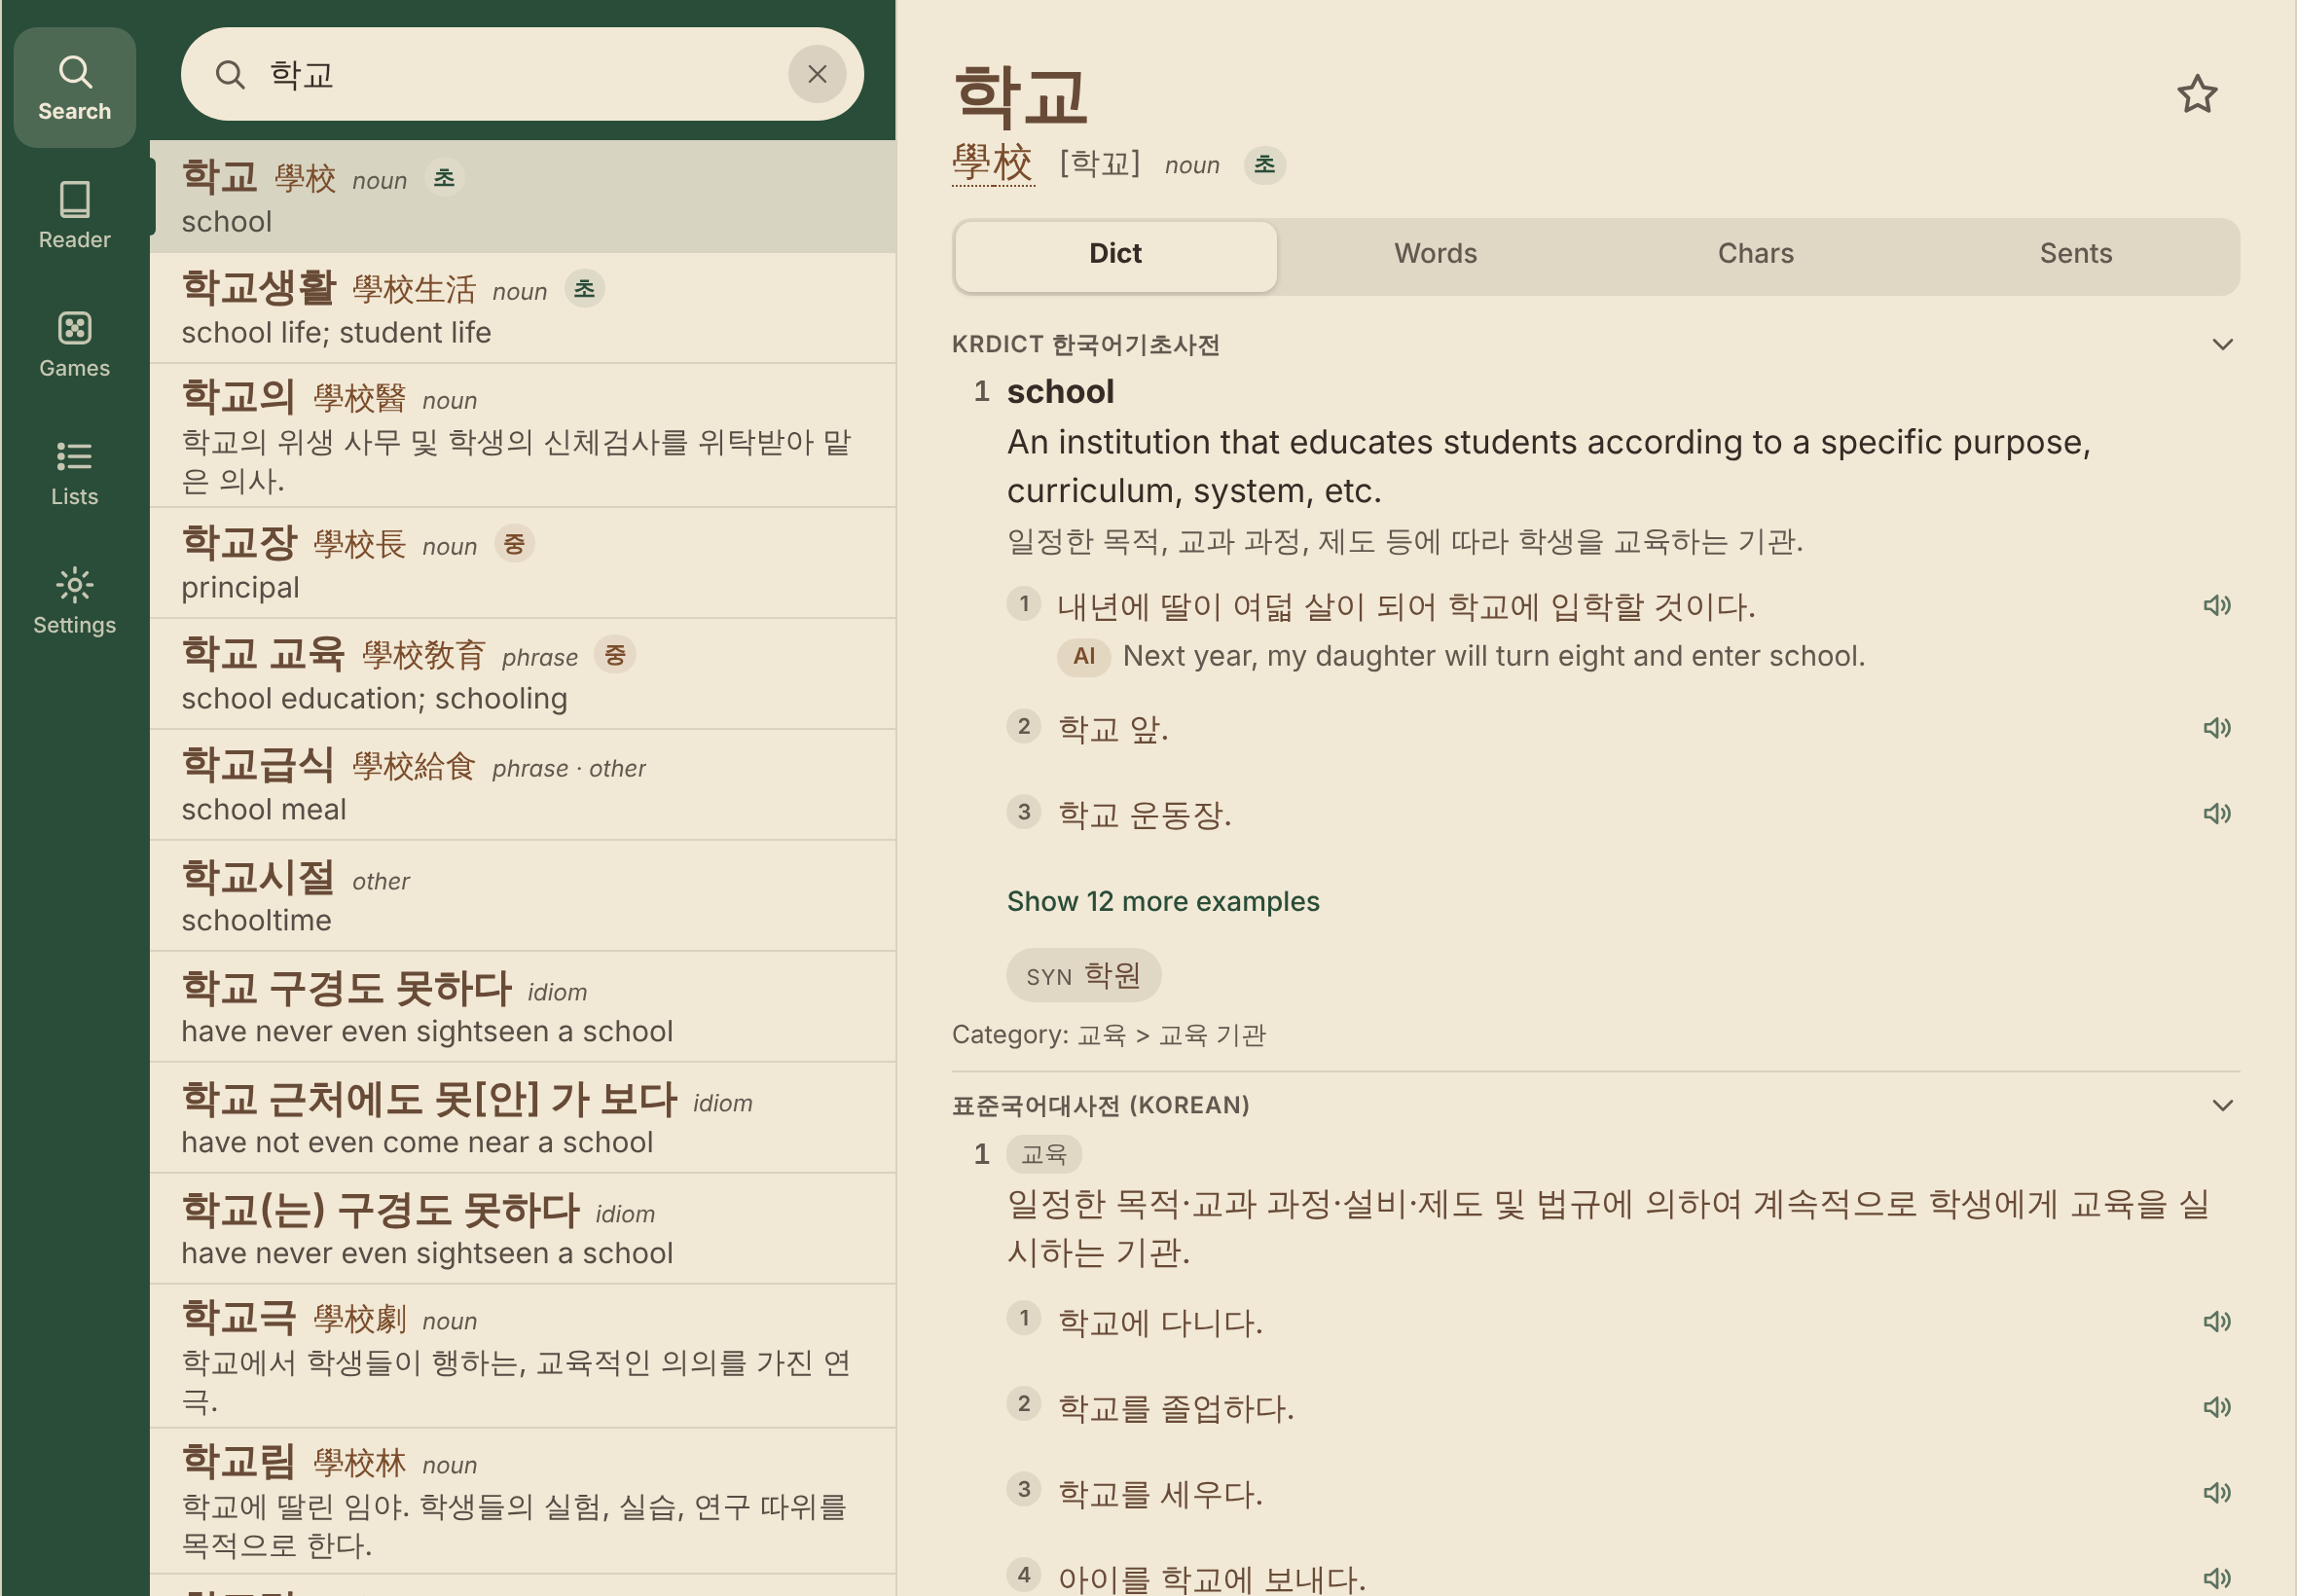 Search
Reader
Games
Lists
Settings
학교
학교 學校 noun 초
school
학교생활 學校生活 noun 초
school life; student life
학교의 學校醫 noun
학교의 위생 사무 및 학생의 신체검사를 위탁받아 맡
은 의사.
학교장 學校長 noun 중
principal
학교 교육 學校敎育 phrase 중
school education; schooling
학교급식 學校給食 phrase · other
school meal
학교시절 other
schooltime
학교 구경도 못하다 idiom
have never even sightseen a school
학교 근처에도 못[안] 가 보다 idiom
have not even come near a school
학교(는) 구경도 못하다 idiom
have never even sightseen a school
학교극 學校劇 noun
학교에서 학생들이 행하는, 교육적인 의의를 가진 연
극.
학교림 學校林 noun
학교에 딸린 임야. 학생들의 실험, 실습, 연구 따위를
목적으로 한다.
학교
學校 [학꾜] noun 초
Dict Words Chars Sents
KRDICT 한국어기초사전
1 school
An institution that educates students according to a specific purpose,
curriculum, system, etc.
일정한 목적, 교과 과정, 제도 등에 따라 학생을 교육하는 기관.
1 내년에 딸이 여덟 살이 되어 학교에 입학할 것이다.
AI Next year, my daughter will turn eight and enter school.
2 학교 앞.
3 학교 운동장.
Show 12 more examples
SYN 학원
Category: 교육 > 교육 기관
표준국어대사전 (KOREAN)
1 교육
일정한 목적·교과 과정·설비·제도 및 법규에 의하여 계속적으로 학생에게 교육을 실
시하는 기관.
1 학교에 다니다.
2 학교를 졸업하다.
3 학교를 세우다.
4 아이를 학교에 보내다.